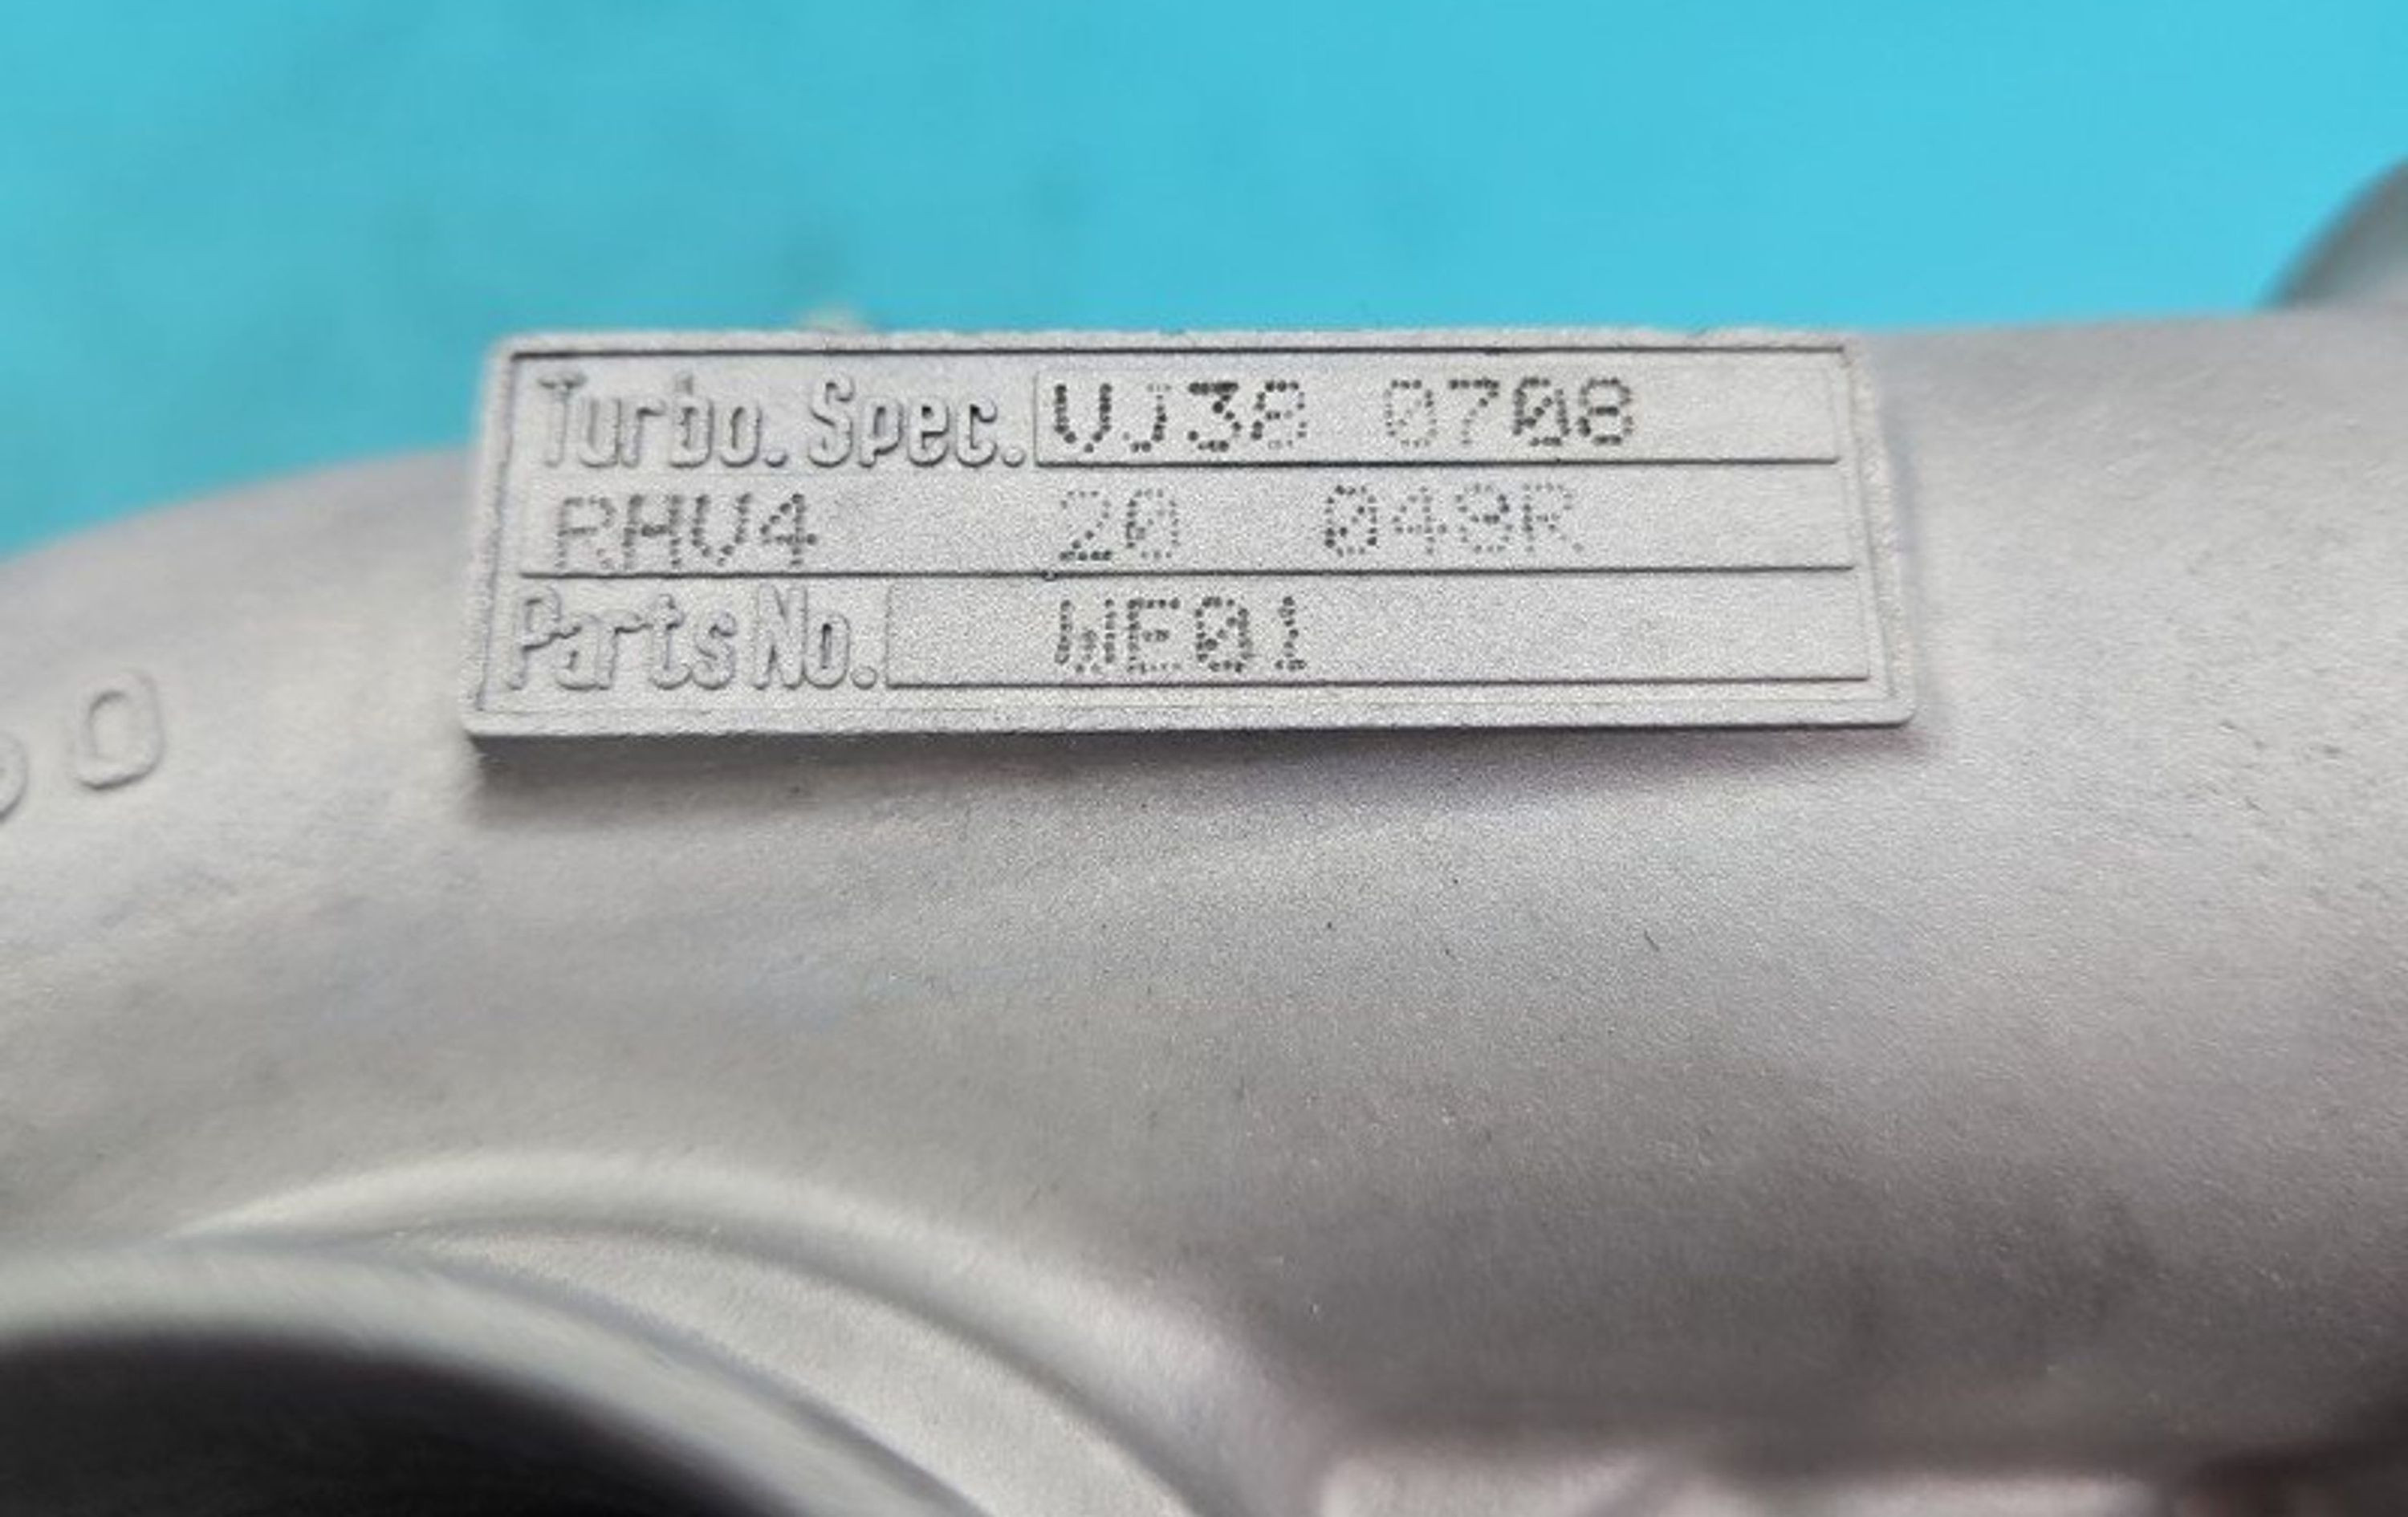 Turbo. Spec. VJ38 0708
RHV4 20 049R
Parts No. WE01